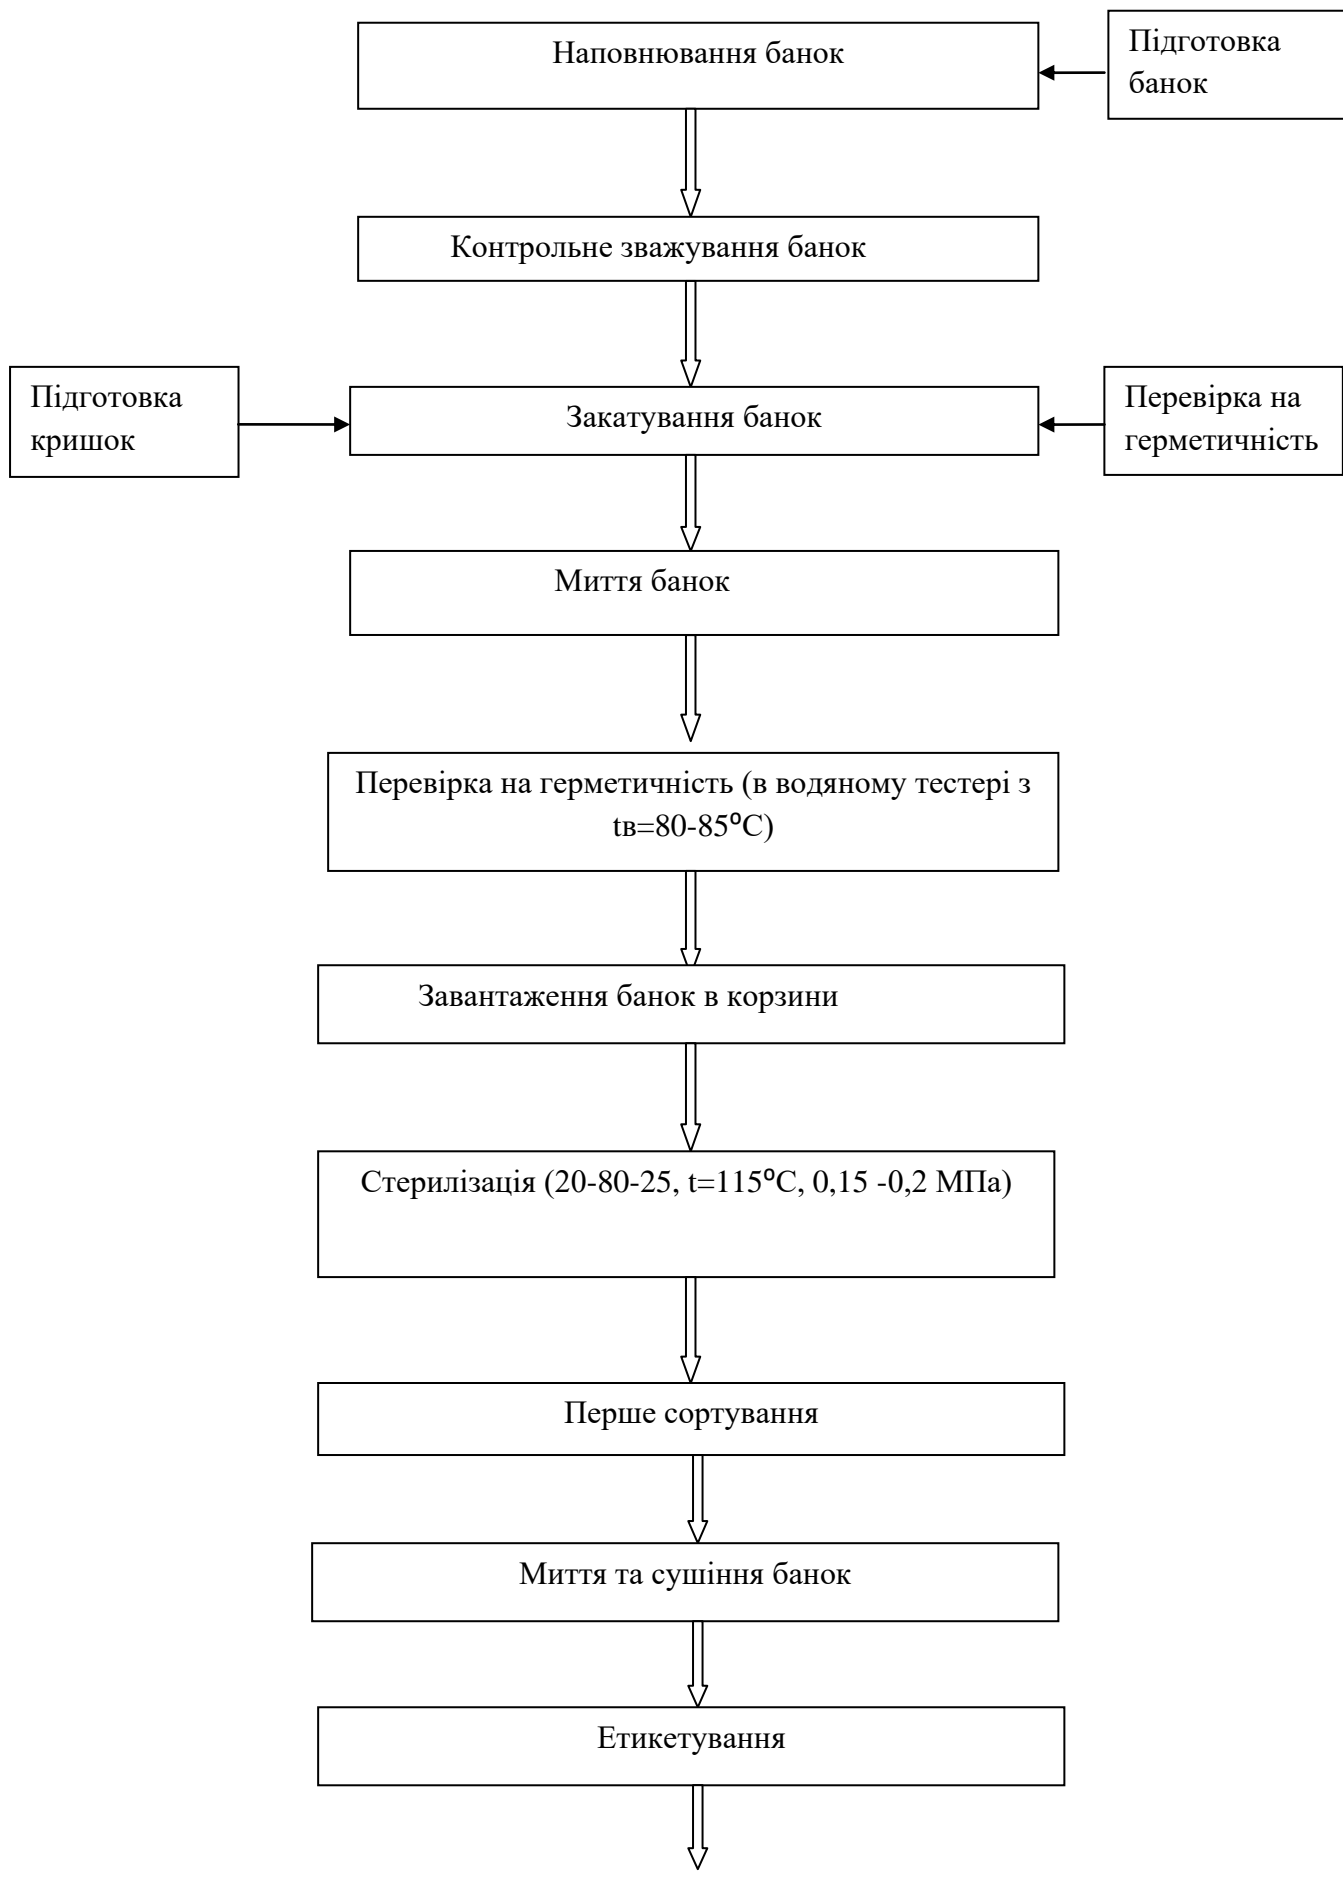 Наповнювання банок
Підготовка
банок
Контрольне зважування банок
Підготовка
кришок
Закатування банок
Перевірка на
герметичність
Миття банок
Перевірка на герметичність (в водяному тестері з
tв=80-85⁰С)
Завантаження банок в корзини
Стерилізація (20-80-25, t=115⁰С, 0,15 -0,2 МПа)
Перше сортування
Миття та сушіння банок
Етикетування